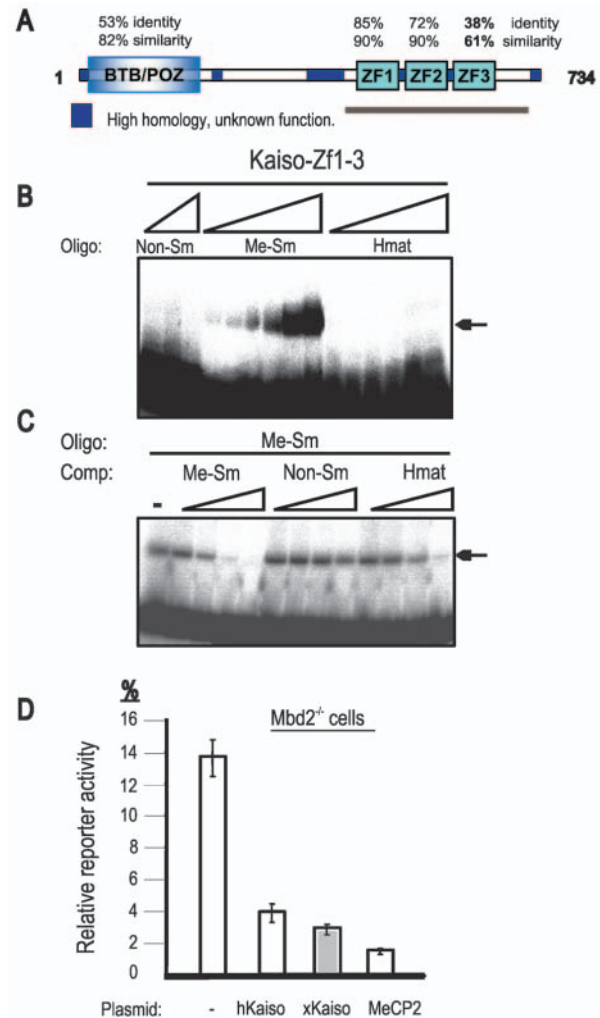 A
53% identity 85% 72% 38% identity
82% similarity 90% 90% 61% similarity
1 BTB/POZ ZF1 ZF2 ZF3 734
High homology, unknown function.
Kaiso-Zf1-3
B
Oligo: Non-Sm Me-Sm Hmat
C
Oligo: Me-Sm
Comp: Me-Sm Non-Sm Hmat
-
D
%
Mbd2-/- cells
Relative reporter activity
16
14
12
10
8
6
4
2
0
Plasmid: - hKaiso xKaiso MeCP2